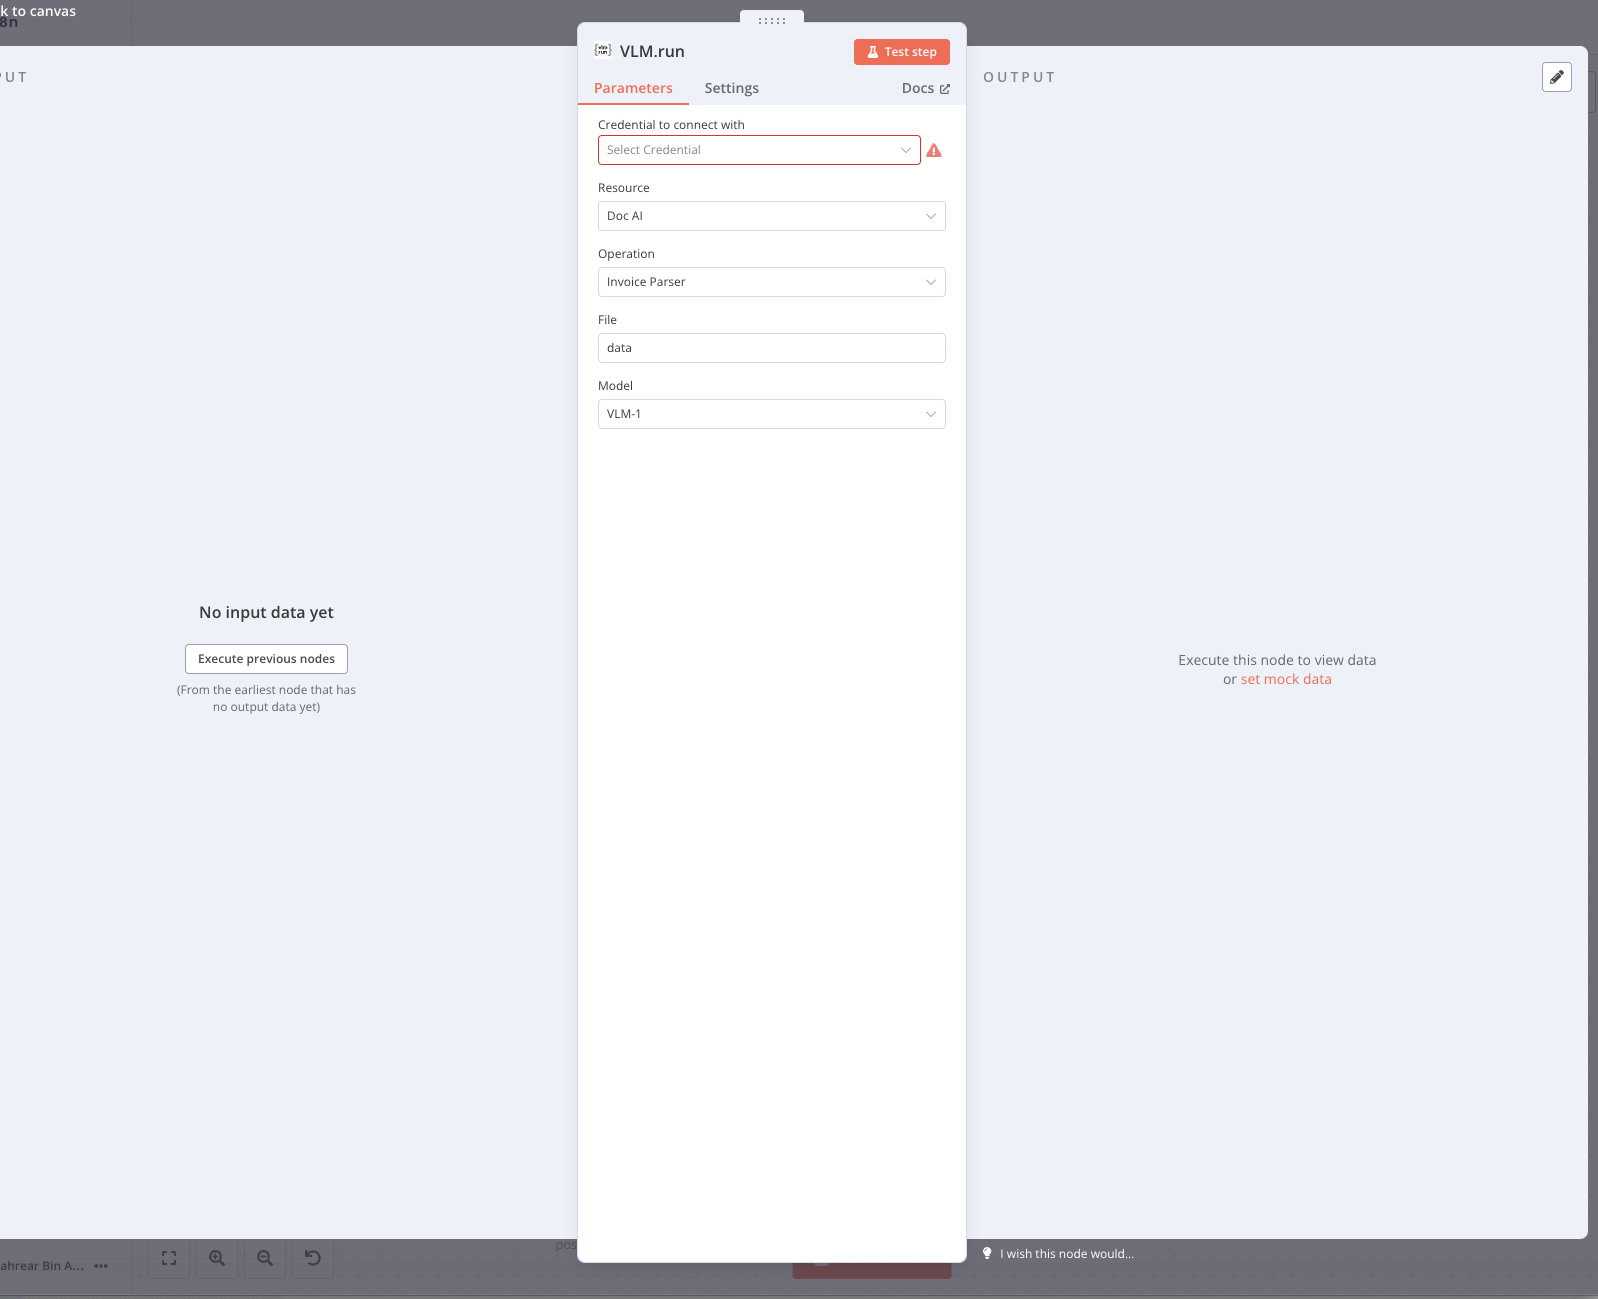 k to canvas
8n
PUT
VLM.run
Test step
OUTPUT
Parameters
Settings
Docs
Credential to connect with
Select Credential
Resource
Doc AI
Operation
Invoice Parser
File
data
Model
VLM-1
No input data yet
Execute previous nodes
(From the earliest node that has
no output data yet)
Execute this node to view data
or set mock data
pos
I wish this node would...
ahrear Bin A...